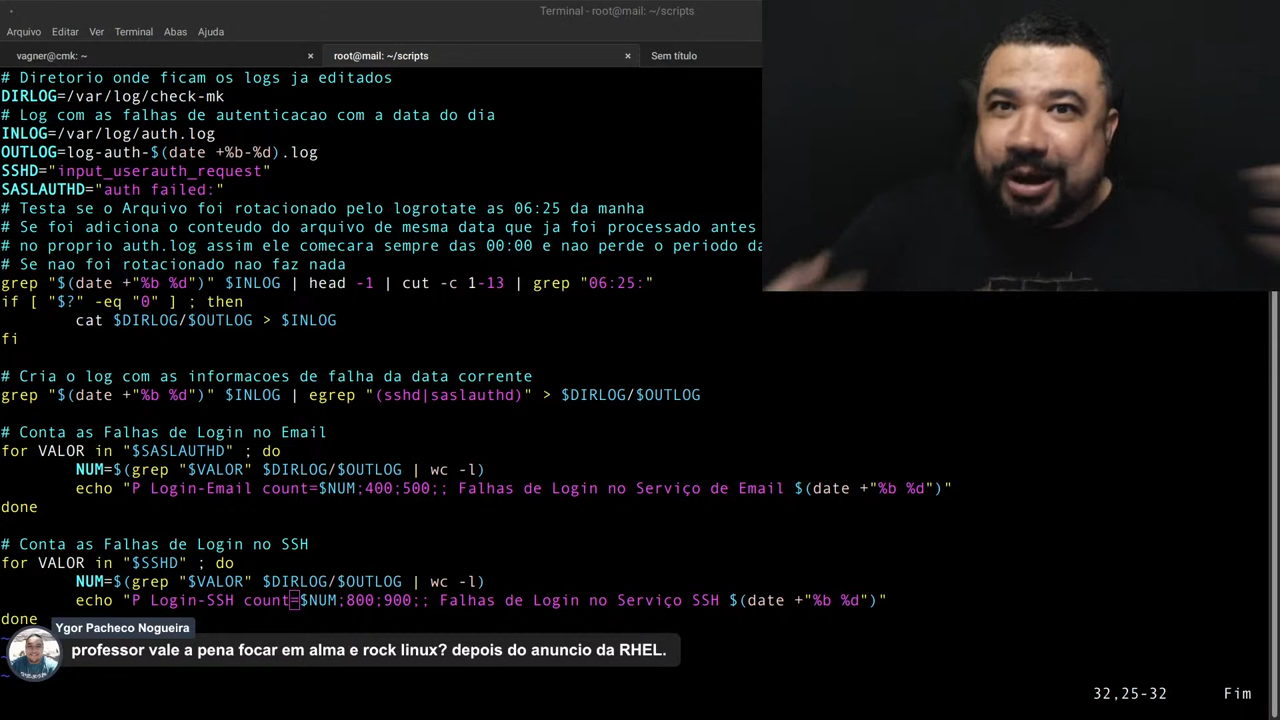 Terminal - root@mail: ~/scripts
Arquivo Editar Ver Terminal Abas Ajuda
vagner@cmk: ~ × root@mail: ~/scripts × Sem título
# Diretorio onde ficam os logs ja editados
DIRLOG=/var/log/check-mk
# Log com as falhas de autenticacao com a data do dia
INLOG=/var/log/auth.log
OUTLOG=log-auth-$(date +%b-%d).log
SSHD="input_userauth_request"
SASLAUTHD="auth failed:"
# Testa se o Arquivo foi rotacionado pelo logrotate as 06:25 da manha
# Se foi adiciona o conteudo do arquivo de mesma data que ja foi processado antes
# no proprio auth.log assim ele comecara sempre das 00:00 e nao perde o periodo da
# Se nao foi rotacionado nao faz nada
grep "$(date +"%b %d")" $INLOG | head -1 | cut -c 1-13 | grep "06:25:"
if [ "$?" -eq "0" ] ; then
cat $DIRLOG/$OUTLOG > $INLOG
fi
# Cria o log com as informacoes de falha da data corrente
grep "$(date +"%b %d")" $INLOG | egrep "(sshd|saslauthd)" > $DIRLOG/$OUTLOG
# Conta as Falhas de Login no Email
for VALOR in "$SASLAUTHD" ; do
NUM=$(grep "$VALOR" $DIRLOG/$OUTLOG | wc -l)
echo "P Login-Email count=$NUM;400;500;; Falhas de Login no Serviço de Email $(date +"%b %d")"
done
# Conta as Falhas de Login no SSH
for VALOR in "$SSHD" ; do
NUM=$(grep "$VALOR" $DIRLOG/$OUTLOG | wc -l)
echo "P Login-SSH count=$NUM;800;900;; Falhas de Login no Serviço SSH $(date +"%b %d")"
done
~
Ygor Pacheco Nogueira
professor vale a pena focar em alma e rock linux? depois do anuncio da RHEL.
~
32,25-32 Fim